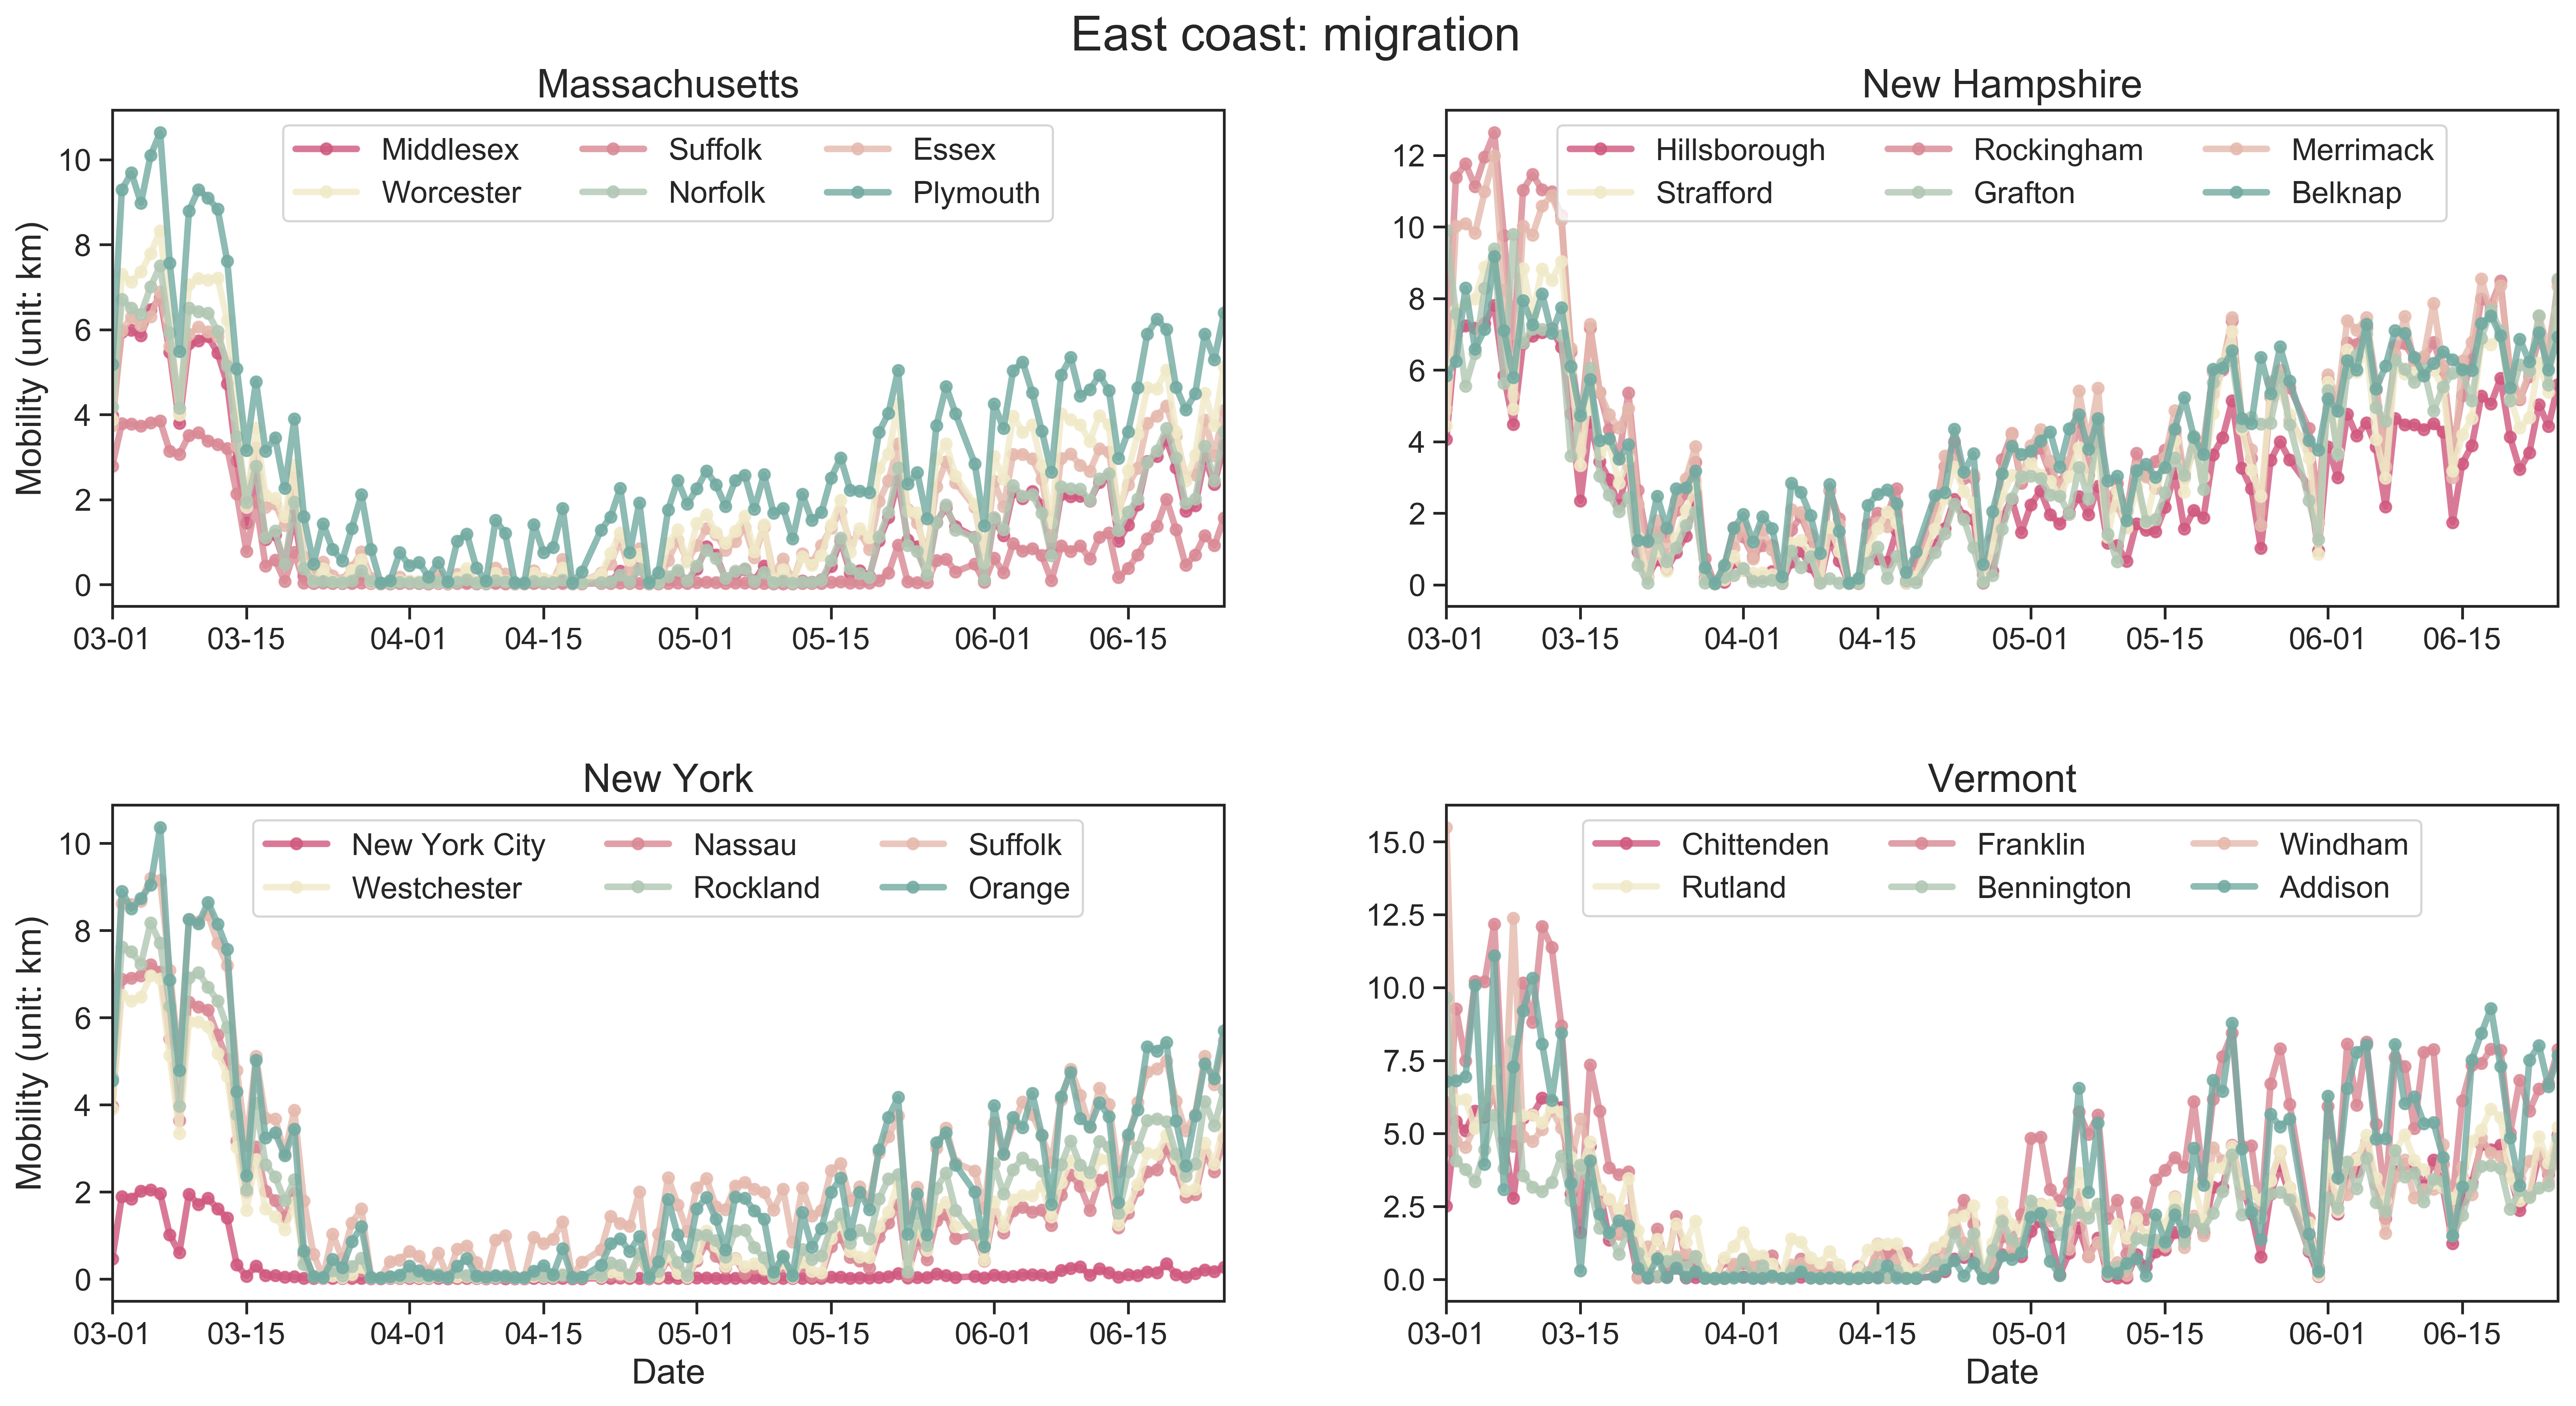 East coast: migration
Massachusetts
Mobility (unit: km)
10
8
6
4
2
0
Middlesex Suffolk Essex
Worcester Norfolk Plymouth
03-01 03-15 04-01 04-15 05-01 05-15 06-01 06-15
New Hampshire
12
10
8
6
4
2
0
Hillsborough Rockingham Merrimack
Strafford Grafton Belknap
03-01 03-15 04-01 04-15 05-01 05-15 06-01 06-15
New York
Mobility (unit: km)
10
8
6
4
2
0
New York City Nassau Suffolk
Westchester Rockland Orange
03-01 03-15 04-01 04-15 05-01 05-15 06-01 06-15
Date
Vermont
15.0
12.5
10.0
7.5
5.0
2.5
0.0
Chittenden Franklin Windham
Rutland Bennington Addison
03-01 03-15 04-01 04-15 05-01 05-15 06-01 06-15
Date